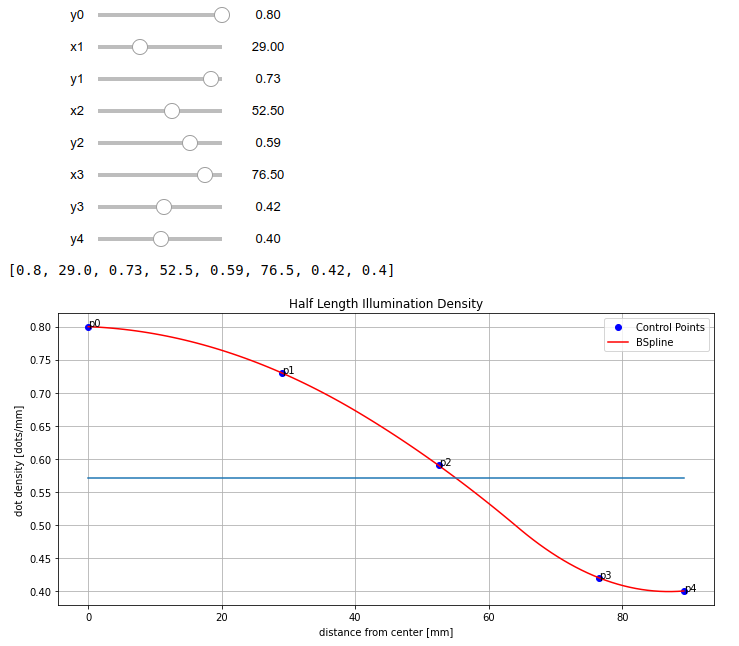 y0 0.80
x1 29.00
y1 0.73
x2 52.50
y2 0.59
x3 76.50
y3 0.42
y4 0.40
[0.8, 29.0, 0.73, 52.5, 0.59, 76.5, 0.42, 0.4]
Half Length Illumination Density
Control Points
BSpline
p0
p1
p2
p3
p4
0.80
0.75
0.70
0.65
0.60
0.55
0.50
0.45
0.40
dot density [dots/mm]
0 20 40 60 80
distance from center [mm]